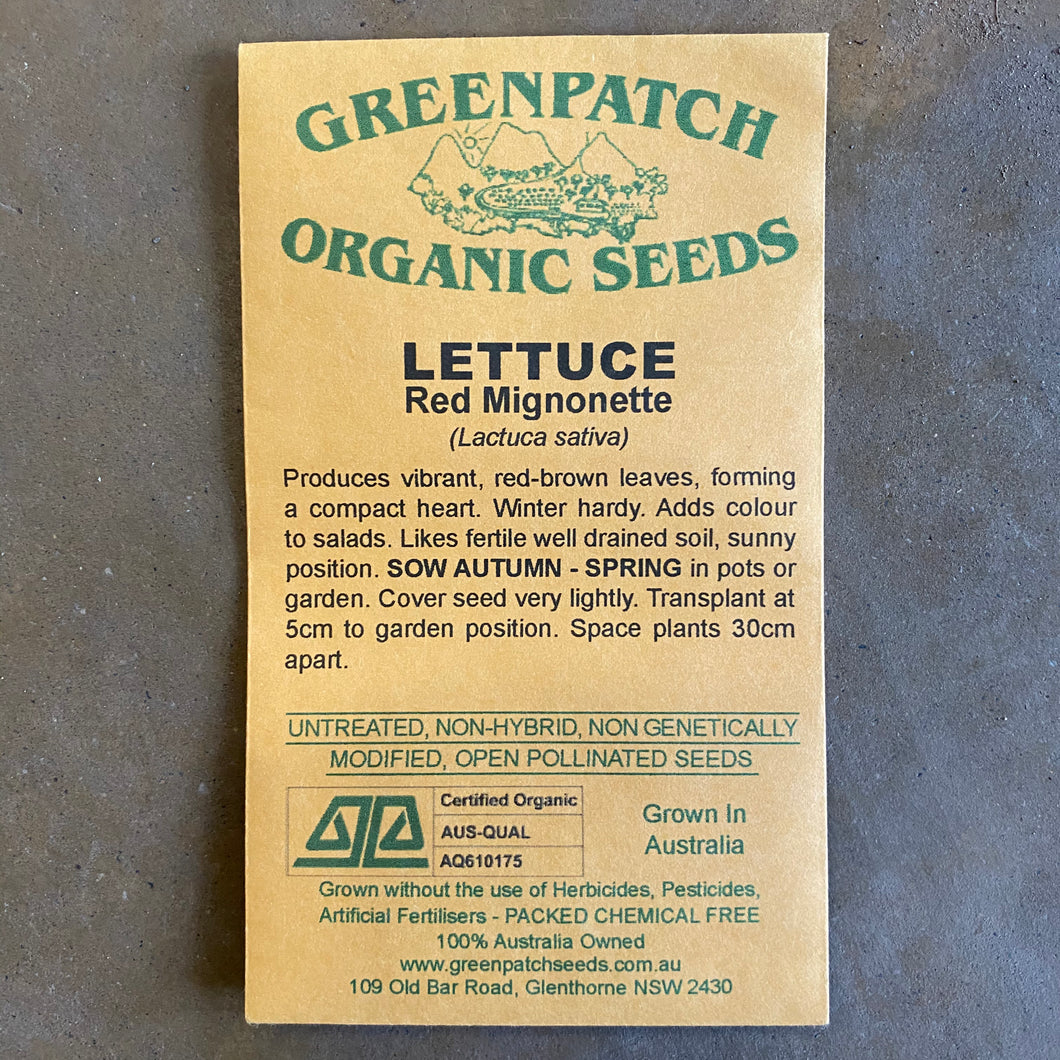 GREENPATCH
ORGANIC SEEDS
LETTUCE
Red Mignonette
(Lactuca sativa)
Produces vibrant, red-brown leaves, forming
a compact heart. Winter hardy. Adds colour
to salads. Likes fertile well drained soil, sunny
position. SOW AUTUMN - SPRING in pots or
garden. Cover seed very lightly. Transplant at
5cm to garden position. Space plants 30cm
apart.
UNTREATED, NON-HYBRID, NON GENETICALLY
MODIFIED, OPEN POLLINATED SEEDS
Certified Organic
AUS-QUAL
AQ610175
Grown In
Australia
Grown without the use of Herbicides, Pesticides,
Artificial Fertilisers - PACKED CHEMICAL FREE
100% Australia Owned
www.greenpatchseeds.com.au
109 Old Bar Road, Glenthorne NSW 2430